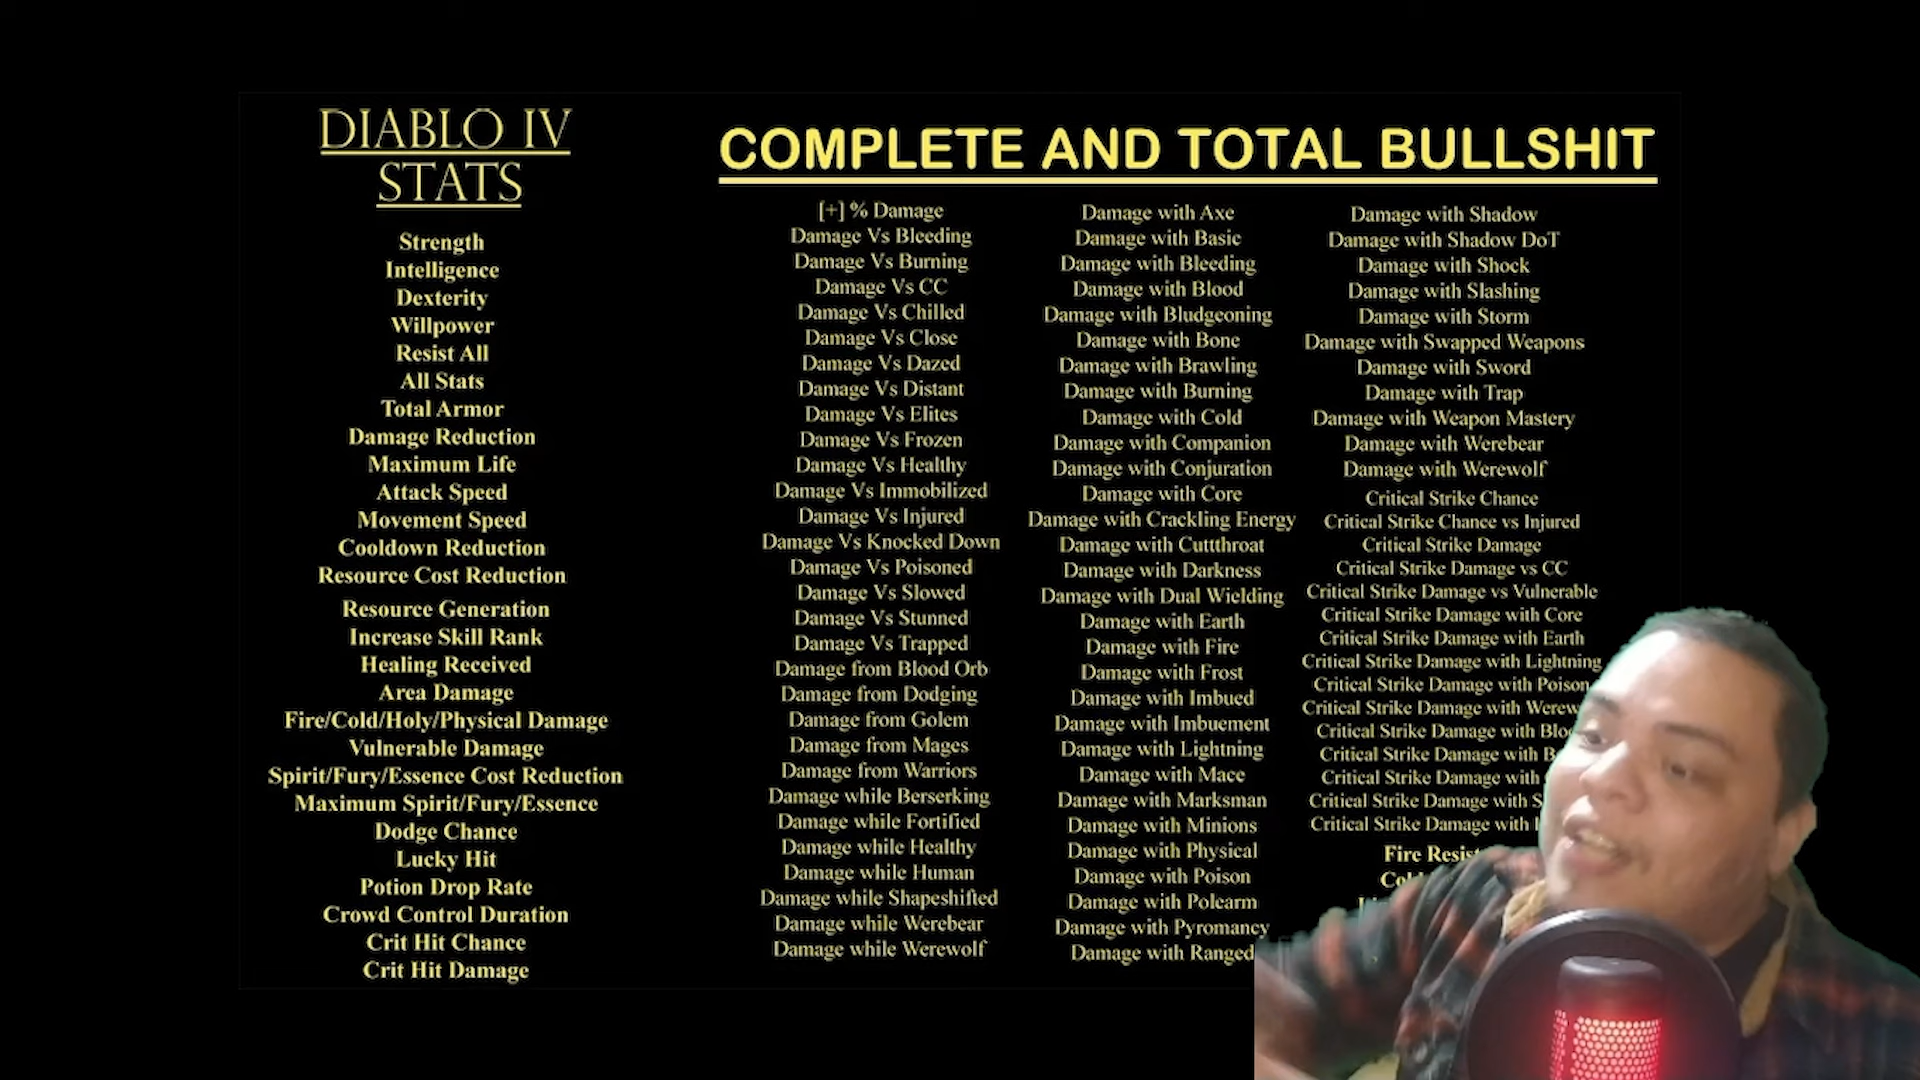 DIABLO IV
STATS
Strength
Intelligence
Dexterity
Willpower
Resist All
All Stats
Total Armor
Damage Reduction
Maximum Life
Attack Speed
Movement Speed
Cooldown Reduction
Resource Cost Reduction
Resource Generation
Increase Skill Rank
Healing Received
Area Damage
Fire/Cold/Holy/Physical Damage
Vulnerable Damage
Spirit/Fury/Essence Cost Reduction
Maximum Spirit/Fury/Essence
Dodge Chance
Lucky Hit
Potion Drop Rate
Crowd Control Duration
Crit Hit Chance
Crit Hit Damage
COMPLETE AND TOTAL BULLSHIT
[+] % Damage
Damage Vs Bleeding
Damage Vs Burning
Damage Vs CC
Damage Vs Chilled
Damage Vs Close
Damage Vs Dazed
Damage Vs Distant
Damage Vs Elites
Damage Vs Frozen
Damage Vs Healthy
Damage Vs Immobilized
Damage Vs Injured
Damage Vs Knocked Down
Damage Vs Poisoned
Damage Vs Slowed
Damage Vs Stunned
Damage Vs Trapped
Damage from Blood Orb
Damage from Dodging
Damage from Golem
Damage from Mages
Damage from Warriors
Damage while Berserking
Damage while Fortified
Damage while Healthy
Damage while Human
Damage while Shapeshifted
Damage while Werebear
Damage while Werewolf
Damage with Axe
Damage with Basic
Damage with Bleeding
Damage with Blood
Damage with Bludgeoning
Damage with Bone
Damage with Brawling
Damage with Burning
Damage with Cold
Damage with Companion
Damage with Conjuration
Damage with Core
Damage with Crackling Energy
Damage with Cuttthroat
Damage with Darkness
Damage with Dual Wielding
Damage with Earth
Damage with Fire
Damage with Frost
Damage with Imbued
Damage with Imbuement
Damage with Lightning
Damage with Mace
Damage with Marksman
Damage with Minions
Damage with Physical
Damage with Poison
Damage with Polearm
Damage with Pyromancy
Damage with Ranged
Damage with Shadow
Damage with Shadow DoT
Damage with Shock
Damage with Slashing
Damage with Storm
Damage with Swapped Weapons
Damage with Sword
Damage with Trap
Damage with Weapon Mastery
Damage with Werebear
Damage with Werewolf
Critical Strike Chance
Critical Strike Chance vs Injured
Critical Strike Damage
Critical Strike Damage vs CC
Critical Strike Damage vs Vulnerable
Critical Strike Damage with Core
Critical Strike Damage with Earth
Critical Strike Damage with Lightning
Critical Strike Damage with Poison
Critical Strike Damage with
Critical Strike Damage with
Critical Strike Damage with
Critical Strike Damage with
Critical Strike Damage with
Critical Strike Damage with
Fire